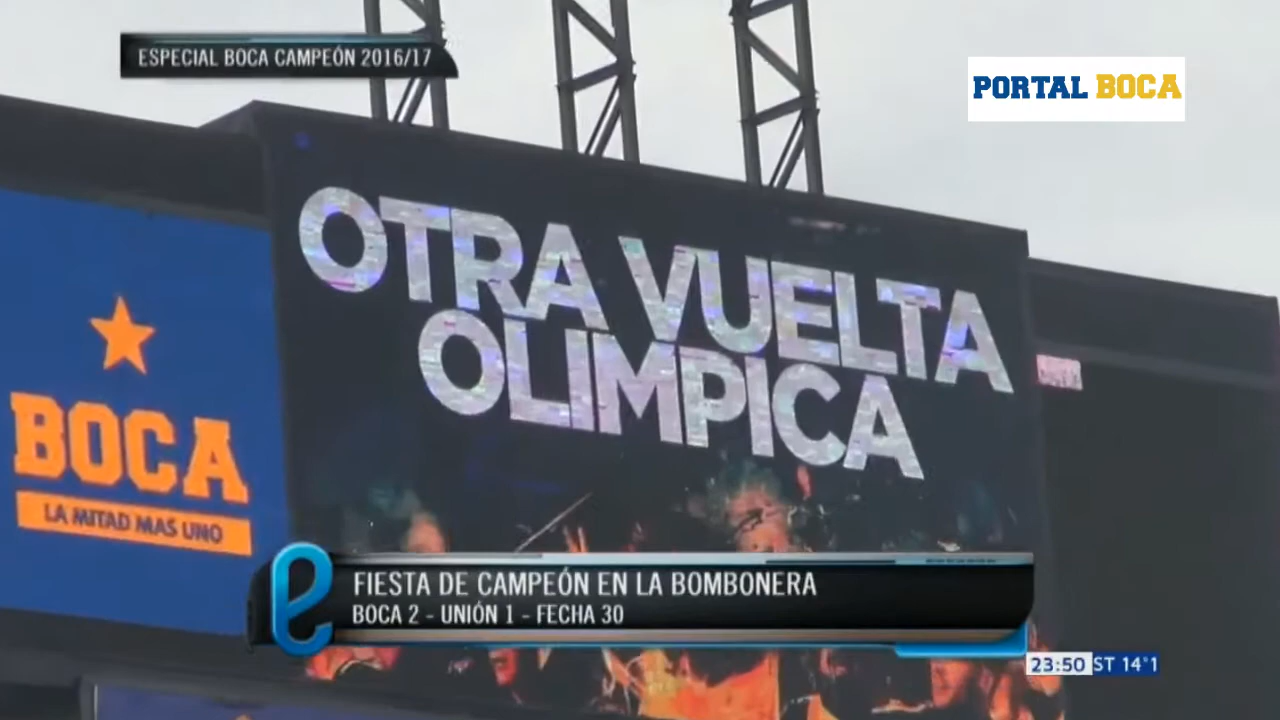 ESPECIAL BOCA CAMPEÓN 2016/17
PORTAL BOCA
OTRA VUELTA
OLIMPICA
BOCA
LA MITAD MAS UNO
e
FIESTA DE CAMPEÓN EN LA BOMBONERA
BOCA 2 - UNIÓN 1 - FECHA 30
23:50 ST 14°1